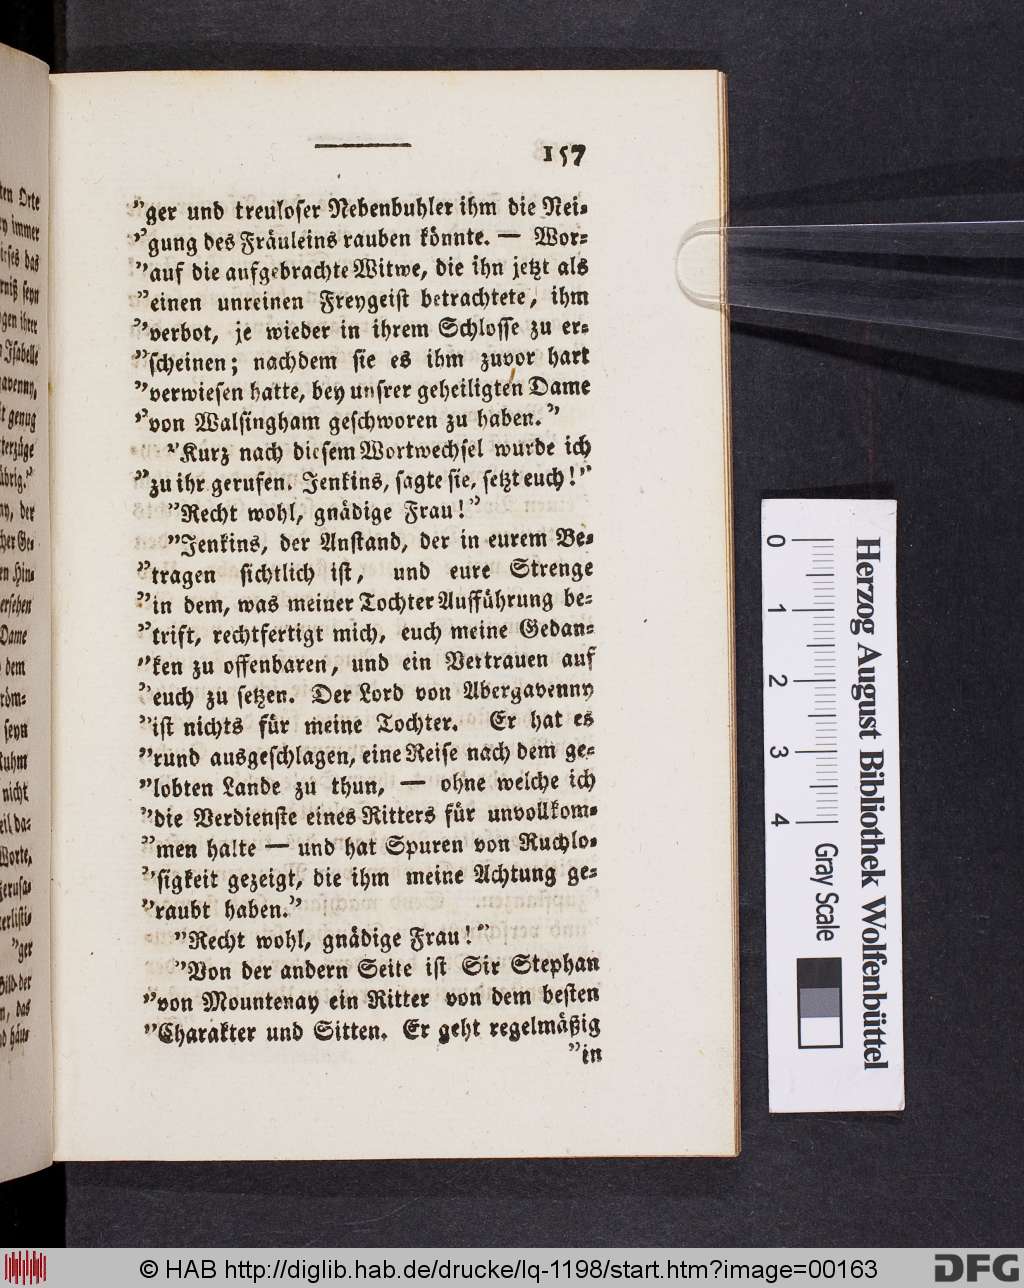 157
”ger und treuloser Nebenbuhler ihm die Nei-
”gung des Fräuleins rauben könnte. — Wor-
”auf die aufgebrachte Witwe, die ihn jetzt als
”einen unreinen Freygeist betrachtete, ihm
”verbot, je wieder in ihrem Schlosse zu er-
”scheinen; nachdem sie es ihm zuvor hart
”verwiesen hatte, bey unsrer geheiligten Dame
”von Walsingham geschworen zu haben.”
”Kurz nach diesem Wortwechsel wurde ich
”zu ihr gerufen. Jenkins, sagte sie, setzt euch!”
”Recht wohl, gnädige Frau!”
”Jenkins, der Anstand, der in eurem Be-
”tragen sichtlich ist, und eure Strenge
”in dem, was meiner Tochter Aufführung be-
”trift, rechtfertigt mich, euch meine Gedan-
”ken zu offenbaren, und ein Vertrauen auf
”euch zu setzen. Der Lord von Abergavenny
”ist nichts für meine Tochter. Er hat es
”rund ausgeschlagen, eine Reise nach dem ge-
”lobten Lande zu thun, — ohne welche ich
”die Verdienste eines Ritters für unvollkom-
”men halte — und hat Spuren von Ruchlo-
”sigkeit gezeigt, die ihm meine Achtung ge-
”raubt haben.”
”Recht wohl, gnädige Frau!”
”Von der andern Seite ist Sir Stephan
”von Mountenay ein Ritter von dem besten
”Charakter und Sitten. Er geht regelmäßig
”in
0 1 2 3 4
Gray Scale
Herzog August Bibliothek Wolfenbüttel
© HAB http://diglib.hab.de/drucke/lq-1198/start.htm?image=00163
DFG